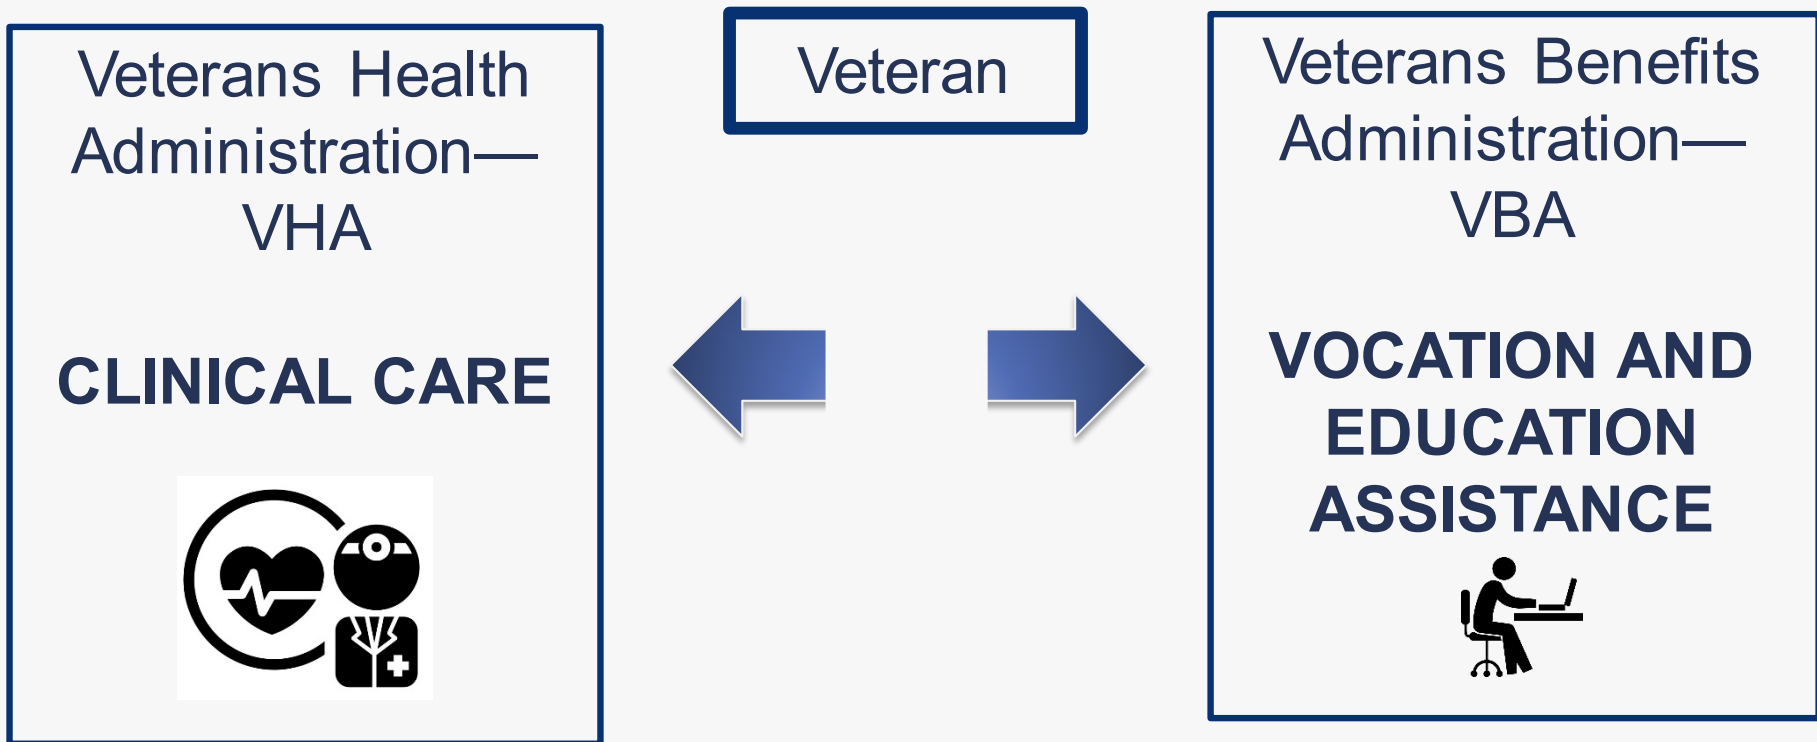 Veterans Health
Administration—
VHA
CLINICAL CARE
Veteran
Veterans Benefits
Administration—
VBA
VOCATION AND
EDUCATION
ASSISTANCE